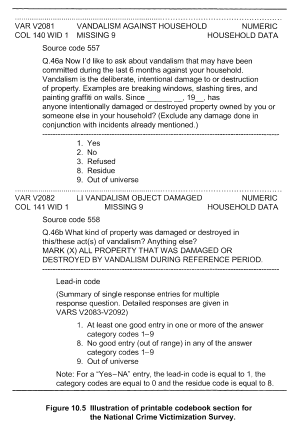 VAR V2081 VANDALISM AGAINST HOUSEHOLD NUMERIC
COL 140 WID 1 MISSING 9 HOUSEHOLD DATA
Source code 557
Q.46a Now I'd like to ask about vandalism that may have been
committed during the last 6 months against your household.
Vandalism is the deliberate, intentional damage to or destruction
of property. Examples are breaking windows, slashing tires, and
painting graffiti on walls. Since ______ __, 19__, has
anyone intentionally damaged or destroyed property owned by you or
someone else in your household? (Exclude any damage done in
conjunction with incidents already mentioned.)
1. Yes
2. No
3. Refused
8. Residue
9. Out of universe
VAR V2082 LI VANDALISM OBJECT DAMAGED NUMERIC
COL 141 WID 1 MISSING 9 HOUSEHOLD DATA
Source code 558
Q.46b What kind of property was damaged or destroyed in
this/these act(s) of vandalism? Anything else?
MARK (X) ALL PROPERTY THAT WAS DAMAGED OR
DESTROYED BY VANDALISM DURING REFERENCE PERIOD.
Lead-in code
(Summary of single response entries for multiple
response question. Detailed responses are given in
VARS V2083-V2092)
1. At least one good entry in one or more of the answer
category codes 1–9
8. No good entry (out of range) in any of the answer
category codes 1–9
9. Out of universe
Note: For a "Yes–NA" entry, the lead-in code is equal to 1, the
category codes are equal to 0 and the residue code is equal to 8.
Figure 10.5 Illustration of printable codebook section for
the National Crime Victimization Survey.